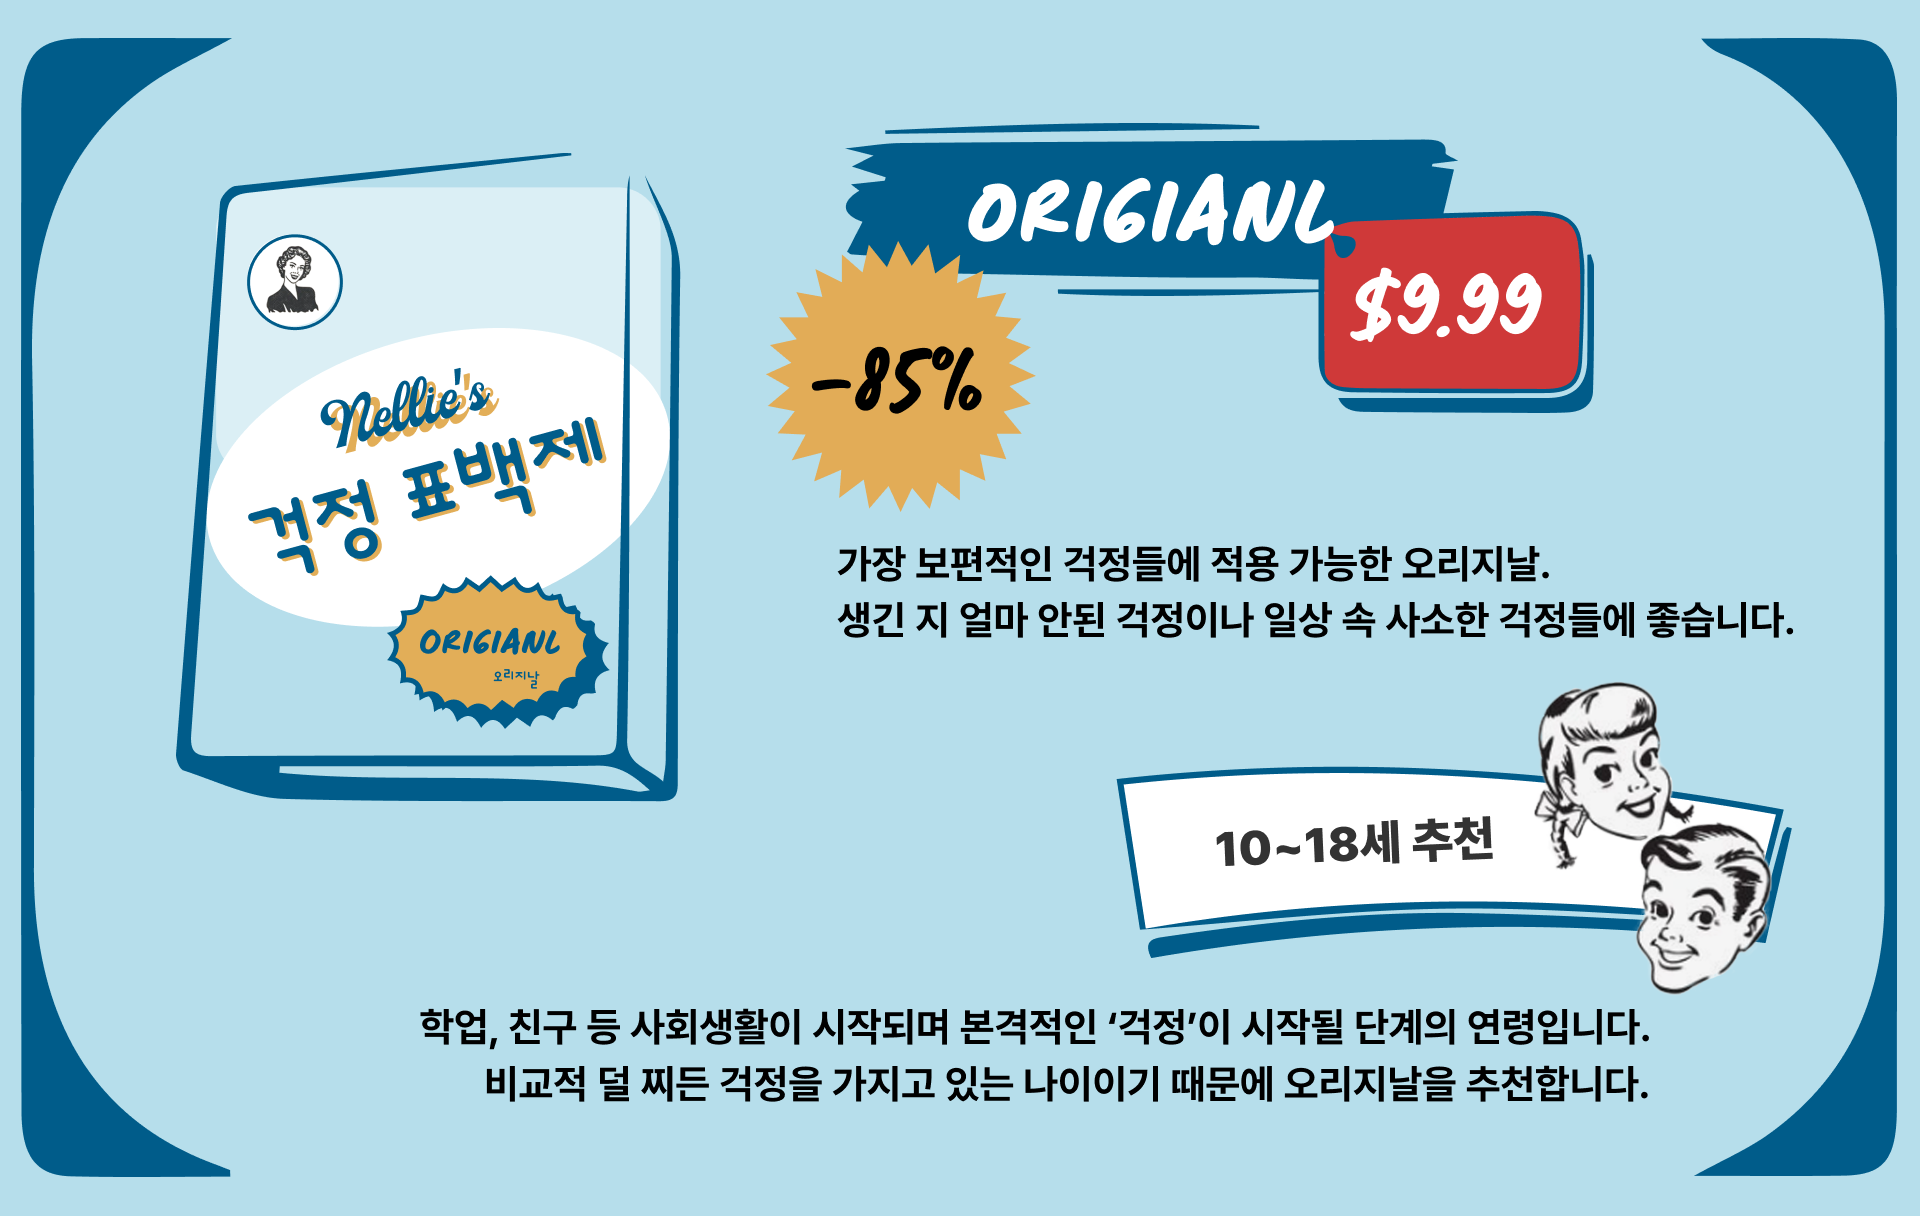 Nellie's
걱정 표백제
ORIGIANL
오리지날
ORIGIANL
$9.99
-85%
가장 보편적인 걱정들에 적용 가능한 오리지날.
생긴 지 얼마 안된 걱정이나 일상 속 사소한 걱정들에 좋습니다.
10~18세 추천
학업, 친구 등 사회생활이 시작되며 본격적인 ‘걱정’이 시작될 단계의 연령입니다.
비교적 덜 찌든 걱정을 가지고 있는 나이이기 때문에 오리지날을 추천합니다.